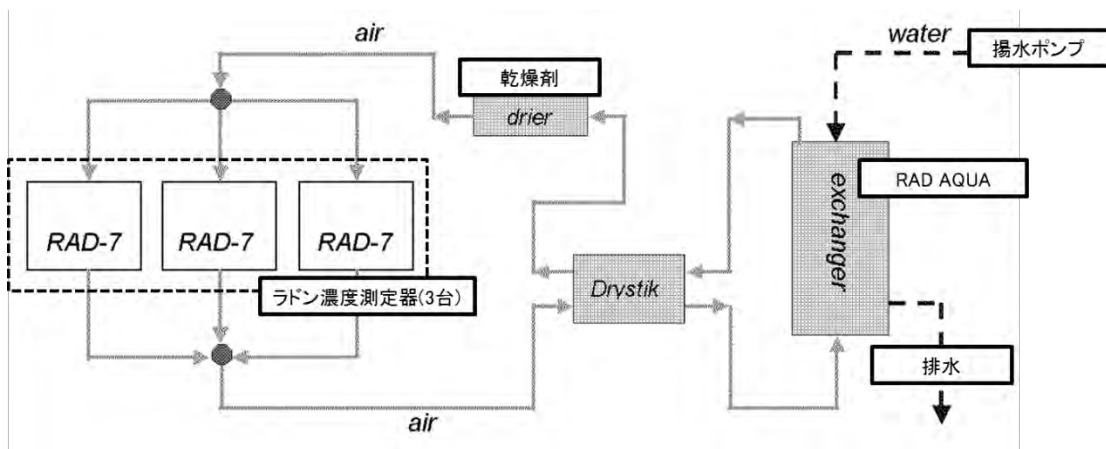 air
water
揚水ポンプ
乾燥剤
drier
exchanger
RAD AQUA
RAD-7
RAD-7
RAD-7
ラドン濃度測定器(3台)
Drystik
排水
air